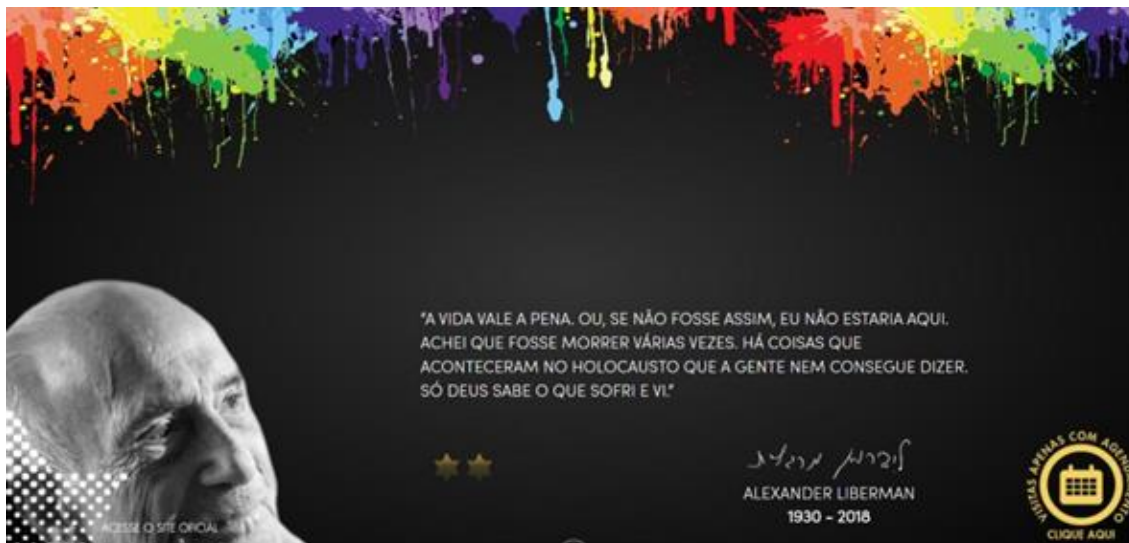 "A VIDA VALE A PENA. OU, SE NÃO FOSSE ASSIM, EU NÃO ESTARIA AQUI.
ACHEI QUE FOSSE MORRER VÁRIAS VEZES. HÁ COISAS QUE
ACONTECERAM NO HOLOCAUSTO QUE A GENTE NEM CONSEGUE DIZER.
SÓ DEUS SABE O QUE SOFRI E VI."
ALEXANDER LIBERMAN
1930 - 2018
ACESSE O SITE OFICIAL
VISITAS APENAS COM AGENDAMENTO
CLIQUE AQUI